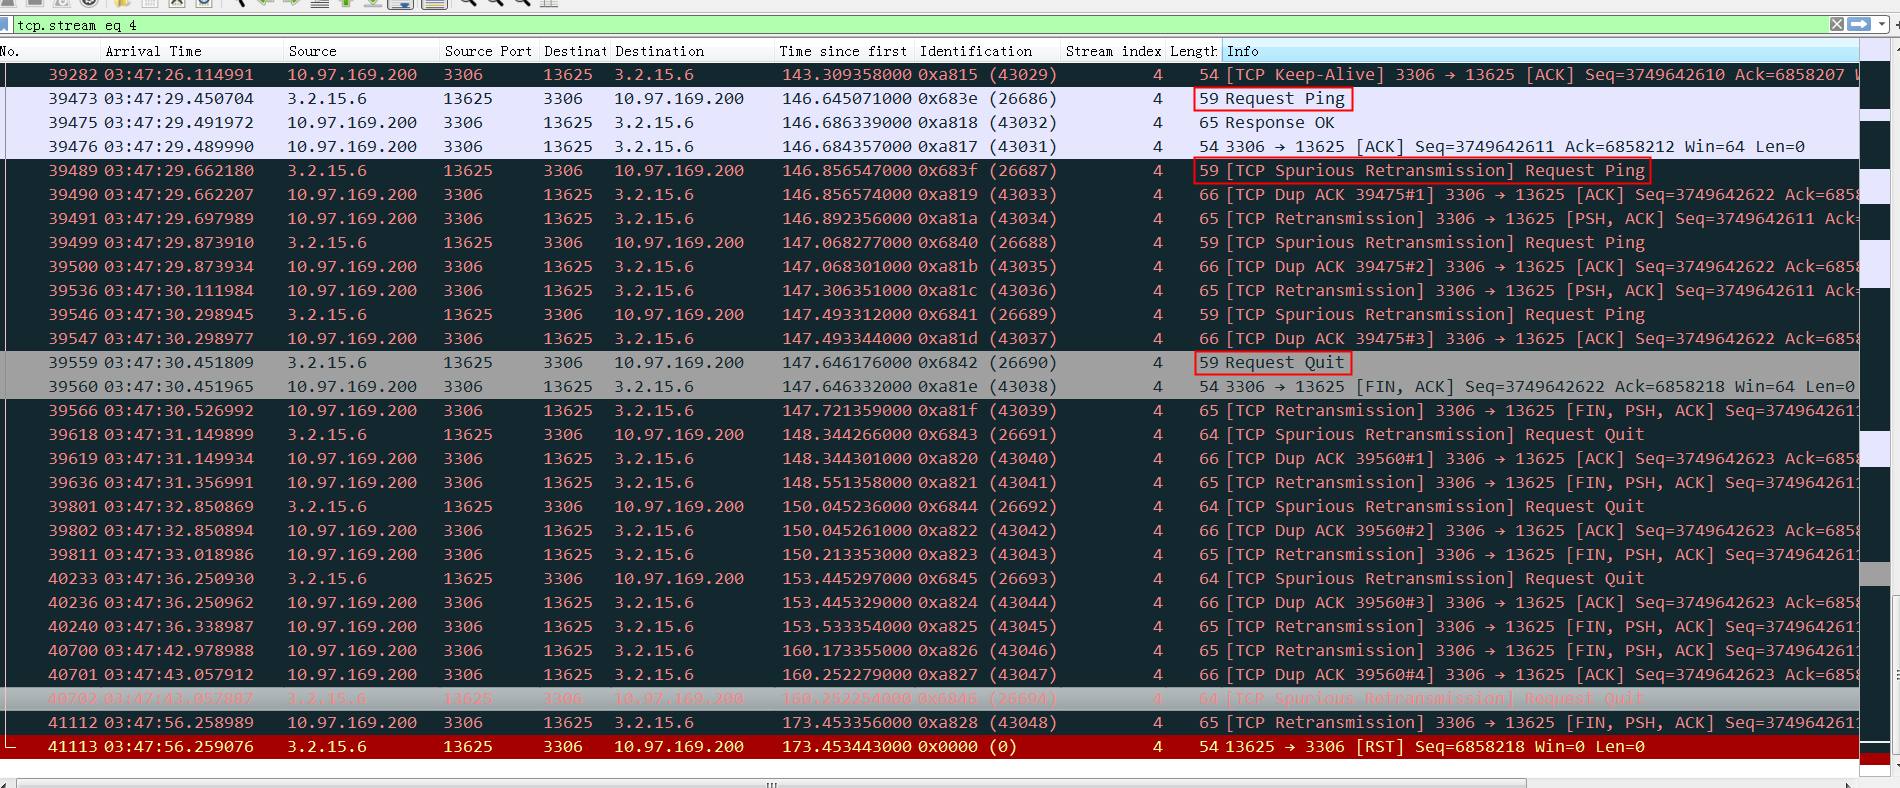 tcp.stream eq 4
No. Arrival Time Source Source Port Destinat Destination Time since first Identification Stream index Length Info
39282 03:47:26.114991 10.97.169.200 3306 13625 3.2.15.6 143.309358000 0xa815 (43029) 4 54 [TCP Keep-Alive] 3306 → 13625 [ACK] Seq=3749642610 Ack=6858207 W
39473 03:47:29.450704 3.2.15.6 13625 3306 10.97.169.200 146.645071000 0x683e (26686) 4 59 Request Ping
39475 03:47:29.491972 10.97.169.200 3306 13625 3.2.15.6 146.686339000 0xa818 (43032) 4 65 Response OK
39476 03:47:29.489990 10.97.169.200 3306 13625 3.2.15.6 146.684357000 0xa817 (43031) 4 54 3306 → 13625 [ACK] Seq=3749642611 Ack=6858212 Win=64 Len=0
39489 03:47:29.662180 3.2.15.6 13625 3306 10.97.169.200 146.856547000 0x683f (26687) 4 59 [TCP Spurious Retransmission] Request Ping
39490 03:47:29.662207 10.97.169.200 3306 13625 3.2.15.6 146.856574000 0xa819 (43033) 4 66 [TCP Dup ACK 39475#1] 3306 → 13625 [ACK] Seq=3749642622 Ack=6858
39491 03:47:29.697989 10.97.169.200 3306 13625 3.2.15.6 146.892356000 0xa81a (43034) 4 65 [TCP Retransmission] 3306 → 13625 [PSH, ACK] Seq=3749642611 Ack=
39499 03:47:29.873910 3.2.15.6 13625 3306 10.97.169.200 147.068277000 0x6840 (26688) 4 59 [TCP Spurious Retransmission] Request Ping
39500 03:47:29.873934 10.97.169.200 3306 13625 3.2.15.6 147.068301000 0xa81b (43035) 4 66 [TCP Dup ACK 39475#2] 3306 → 13625 [ACK] Seq=3749642622 Ack=6858
39536 03:47:30.111984 10.97.169.200 3306 13625 3.2.15.6 147.306351000 0xa81c (43036) 4 65 [TCP Retransmission] 3306 → 13625 [PSH, ACK] Seq=3749642611 Ack=
39546 03:47:30.298945 3.2.15.6 13625 3306 10.97.169.200 147.493312000 0x6841 (26689) 4 59 [TCP Spurious Retransmission] Request Ping
39547 03:47:30.298977 10.97.169.200 3306 13625 3.2.15.6 147.493344000 0xa81d (43037) 4 66 [TCP Dup ACK 39475#3] 3306 → 13625 [ACK] Seq=3749642622 Ack=6858
39559 03:47:30.451809 3.2.15.6 13625 3306 10.97.169.200 147.646176000 0x6842 (26690) 4 59 Request Quit
39560 03:47:30.451965 10.97.169.200 3306 13625 3.2.15.6 147.646332000 0xa81e (43038) 4 54 3306 → 13625 [FIN, ACK] Seq=3749642622 Ack=6858218 Win=64 Len=0
39566 03:47:30.526992 10.97.169.200 3306 13625 3.2.15.6 147.721359000 0xa81f (43039) 4 65 [TCP Retransmission] 3306 → 13625 [FIN, PSH, ACK] Seq=374964261
39618 03:47:31.149899 3.2.15.6 13625 3306 10.97.169.200 148.344266000 0x6843 (26691) 4 64 [TCP Spurious Retransmission] Request Quit
39619 03:47:31.149934 10.97.169.200 3306 13625 3.2.15.6 148.344301000 0xa820 (43040) 4 66 [TCP Dup ACK 39560#1] 3306 → 13625 [ACK] Seq=3749642623 Ack=6858
39636 03:47:31.356991 10.97.169.200 3306 13625 3.2.15.6 148.551358000 0xa821 (43041) 4 65 [TCP Retransmission] 3306 → 13625 [FIN, PSH, ACK] Seq=374964261
39801 03:47:32.850869 3.2.15.6 13625 3306 10.97.169.200 150.045236000 0x6844 (26692) 4 64 [TCP Spurious Retransmission] Request Quit
39802 03:47:32.850894 10.97.169.200 3306 13625 3.2.15.6 150.045261000 0xa822 (43042) 4 66 [TCP Dup ACK 39560#2] 3306 → 13625 [ACK] Seq=3749642623 Ack=6858
39811 03:47:33.018986 10.97.169.200 3306 13625 3.2.15.6 150.213353000 0xa823 (43043) 4 65 [TCP Retransmission] 3306 → 13625 [FIN, PSH, ACK] Seq=374964261
40233 03:47:36.250930 3.2.15.6 13625 3306 10.97.169.200 153.445297000 0x6845 (26693) 4 64 [TCP Spurious Retransmission] Request Quit
40236 03:47:36.250962 10.97.169.200 3306 13625 3.2.15.6 153.445329000 0xa824 (43044) 4 66 [TCP Dup ACK 39560#3] 3306 → 13625 [ACK] Seq=3749642623 Ack=6858
40240 03:47:36.338987 10.97.169.200 3306 13625 3.2.15.6 153.533354000 0xa825 (43045) 4 65 [TCP Retransmission] 3306 → 13625 [FIN, PSH, ACK] Seq=374964261
40700 03:47:42.978988 10.97.169.200 3306 13625 3.2.15.6 160.173355000 0xa826 (43046) 4 65 [TCP Retransmission] 3306 → 13625 [FIN, PSH, ACK] Seq=374964261
40701 03:47:43.057912 10.97.169.200 3306 13625 3.2.15.6 160.252279000 0xa827 (43047) 4 66 [TCP Dup ACK 39560#4] 3306 → 13625 [ACK] Seq=3749642623 Ack=6858
40702 03:47:43.057887 3.2.15.6 13625 3306 10.97.169.200 160.252254000 0x6846 (26694) 4 64 [TCP Spurious Retransmission] Request Quit
41112 03:47:56.258989 10.97.169.200 3306 13625 3.2.15.6 173.453356000 0xa828 (43048) 4 65 [TCP Retransmission] 3306 → 13625 [FIN, PSH, ACK] Seq=374964261
41113 03:47:56.259076 3.2.15.6 13625 3306 10.97.169.200 173.453443000 0x0000 (0) 4 54 13625 → 3306 [RST] Seq=6858218 Win=0 Len=0